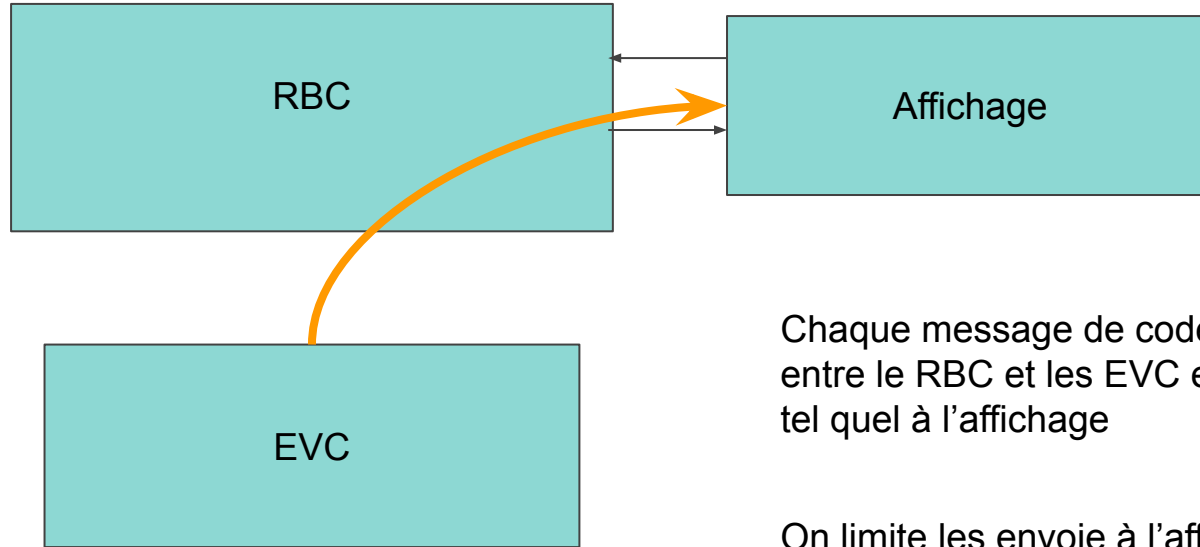 RBC
Affichage
EVC
Chaque message de code
entre le RBC et les EVC e
tel quel à l’affichage
On limite les envoie à l’aff